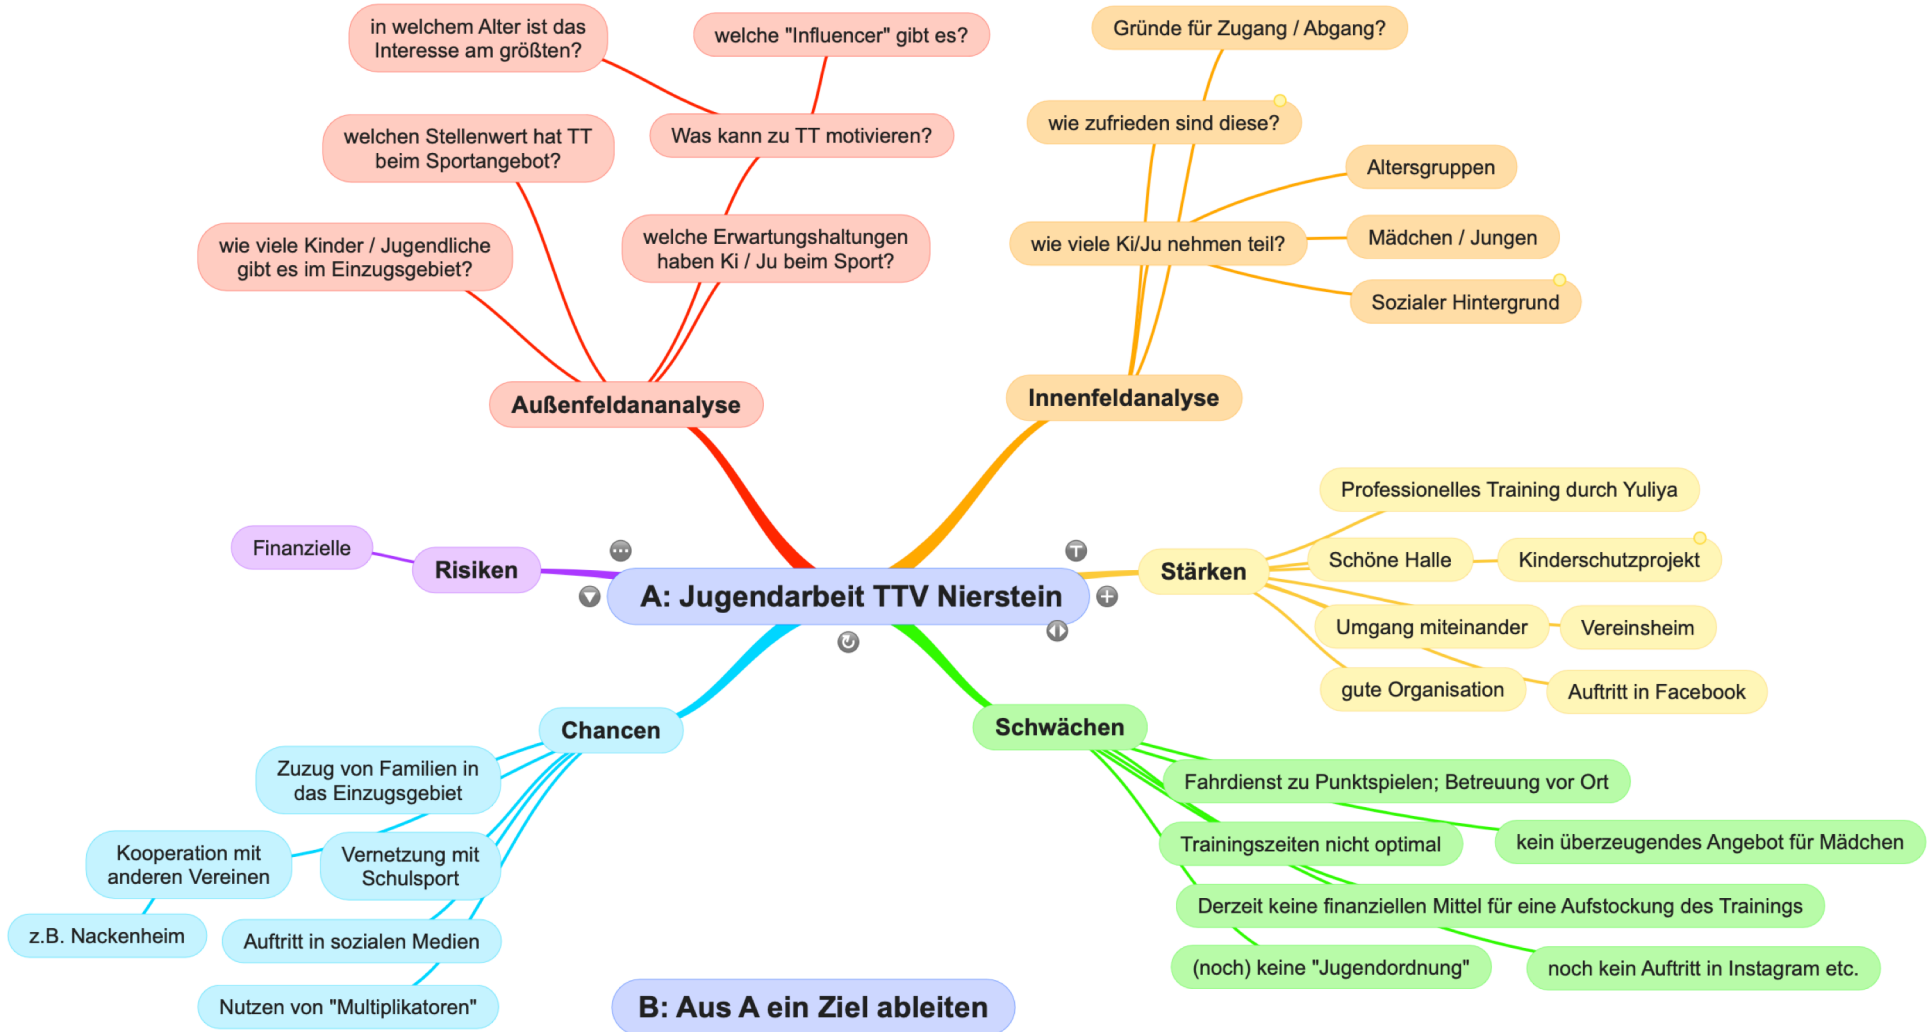 in welchem Alter ist das
Interesse am größten?
welche "Influencer" gibt es?
welchen Stellenwert hat TT
beim Sportangebot?
Was kann zu TT motivieren?
wie viele Kinder / Jugendliche
gibt es im Einzugsgebiet?
welche Erwartungshaltungen
haben Ki / Ju beim Sport?
Außenfeldananalyse
Gründe für Zugang / Abgang?
wie zufrieden sind diese?
Altersgruppen
wie viele Ki/Ju nehmen teil?
Mädchen / Jungen
Sozialer Hintergrund
Innenfeldanalyse
Finanzielle
Risiken
A: Jugendarbeit TTV Nierstein
T
Stärken
Professionelles Training durch Yuliya
Schöne Halle
Kinderschutzprojekt
Umgang miteinander
Vereinsheim
gute Organisation
Auftritt in Facebook
Chancen
Zuzug von Familien in
das Einzugsgebiet
Kooperation mit
anderen Vereinen
Vernetzung mit
Schulsport
z.B. Nackenheim
Auftritt in sozialen Medien
Nutzen von "Multiplikatoren"
Schwächen
Fahrdienst zu Punktspielen; Betreuung vor Ort
Trainingszeiten nicht optimal
kein überzeugendes Angebot für Mädchen
Derzeit keine finanziellen Mittel für eine Aufstockung des Trainings
(noch) keine "Jugendordnung"
noch kein Auftritt in Instagram etc.
B: Aus A ein Ziel ableiten